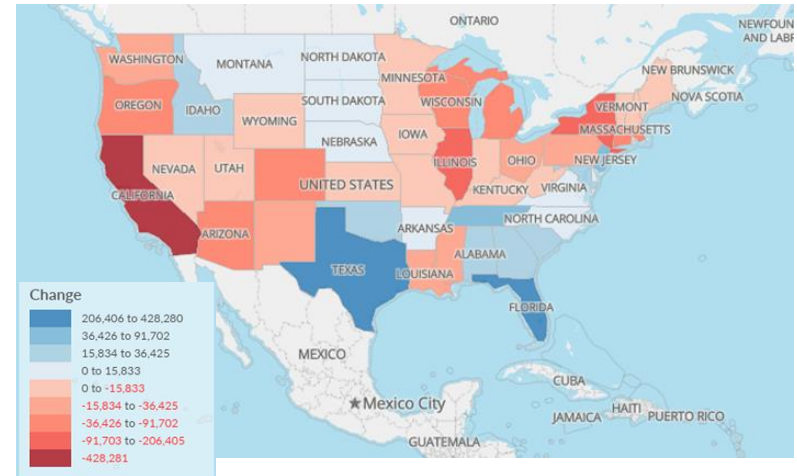 ONTARIO
NEWFOUN
AND LABR
WASHINGTON
MONTANA
NORTH DAKOTA
MINNESOTA
NEW BRUNSWICK
OREGON
IDAHO
SOUTH DAKOTA
WISCONSIN
VERMONT
NOVA SCOTIA
WYOMING
MASSACHUSETTS
NEBRASKA
IOWA
NEVADA
UTAH
ILLINOIS
OHIO
NEW JERSEY
CALIFORNIA
UNITED STATES
KENTUCKY
VIRGINIA
ARIZONA
ARKANSAS
NORTH CAROLINA
TEXAS
LOUISIANA
ALABAMA
FLORIDA
Change
206,406 to 428,280
36,426 to 91,702
15,834 to 36,425
0 to 15,833
0 to -15,833
-15,834 to -36,425
-36,426 to -91,702
-91,703 to -206,405
-428,281
MEXICO
Mexico City
CUBA
HAITI
JAMAICA
PUERTO RICO
GUATEMALA